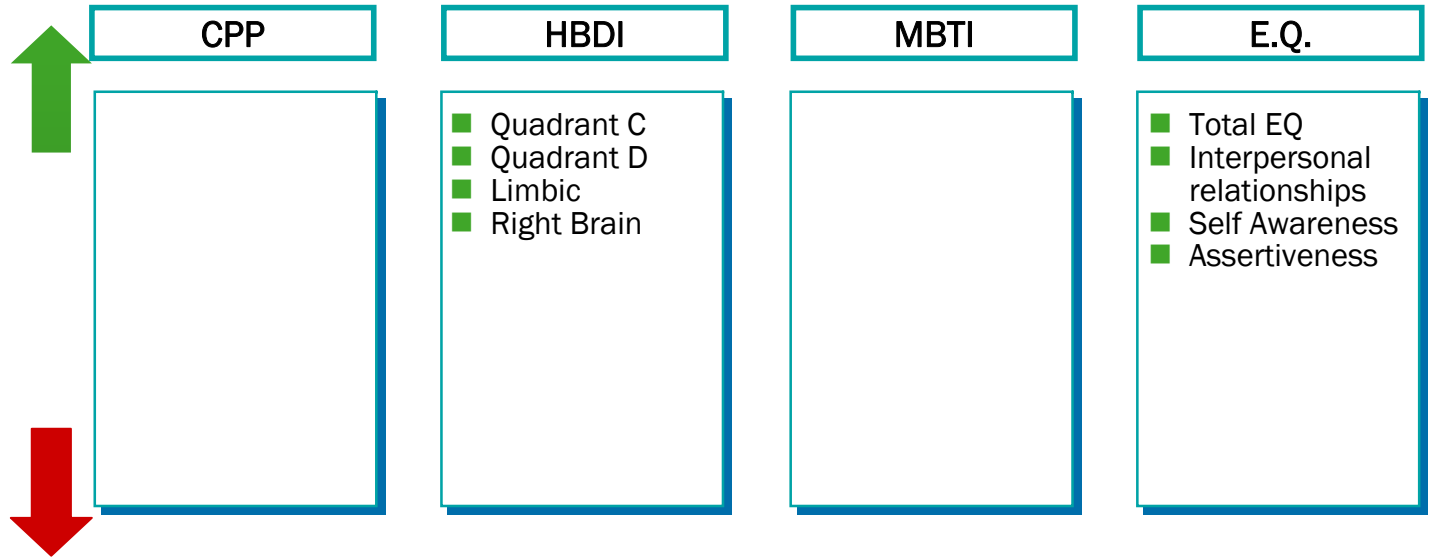 CPP
HBDI
MBTI
E.Q.
Quadrant C
Quadrant D
Limbic
Right Brain
Total EQ
Interpersonal
relationships
Self Awareness
Assertiveness